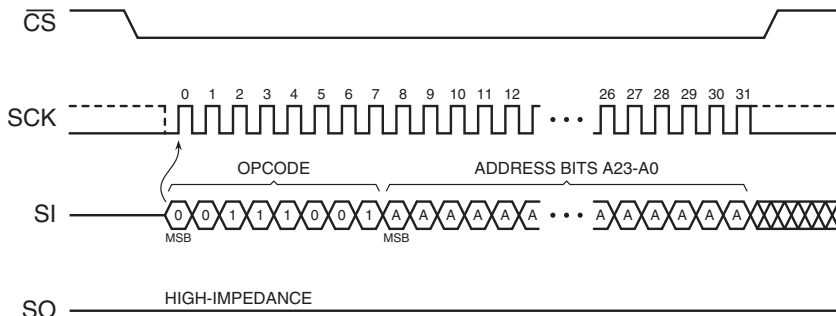 CS
0 1 2 3 4 5 6 7 8 9 10 11 12 26 27 28 29 30 31
SCK
OPCODE ADDRESS BITS A23-A0
SI 0 0 1 1 1 0 0 1 A A A A A A A A A A A A
MSB MSB
HIGH-IMPEDANCE
SO